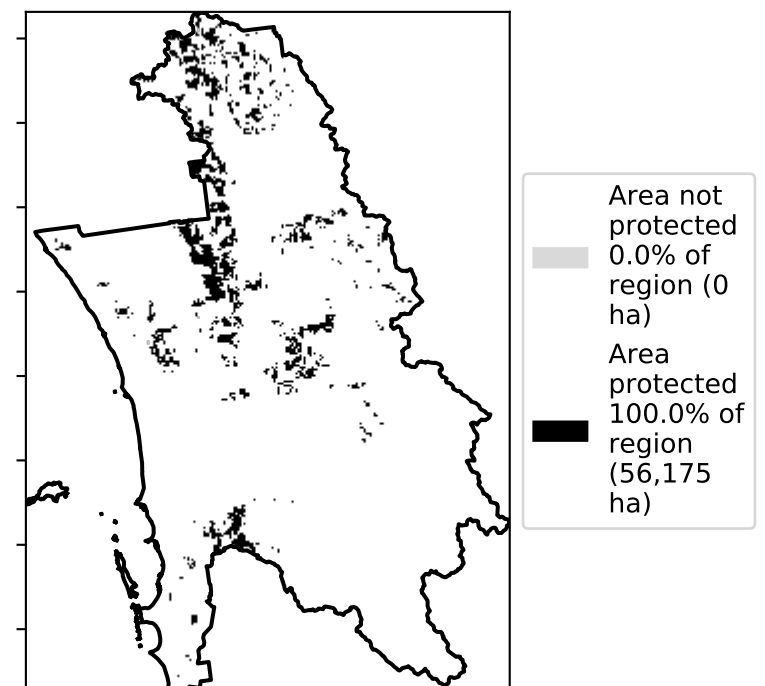 Area not
protected
0.0% of
region (0
ha)
Area
protected
100.0% of
region
(56,175
ha)